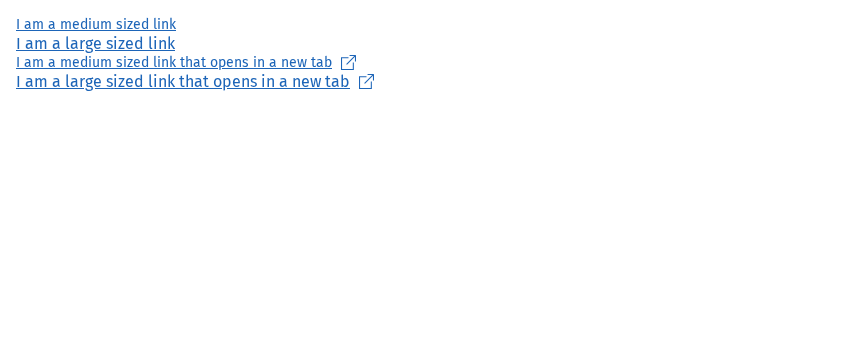 I am a medium sized link
I am a large sized link
I am a medium sized link that opens in a new tab
I am a large sized link that opens in a new tab